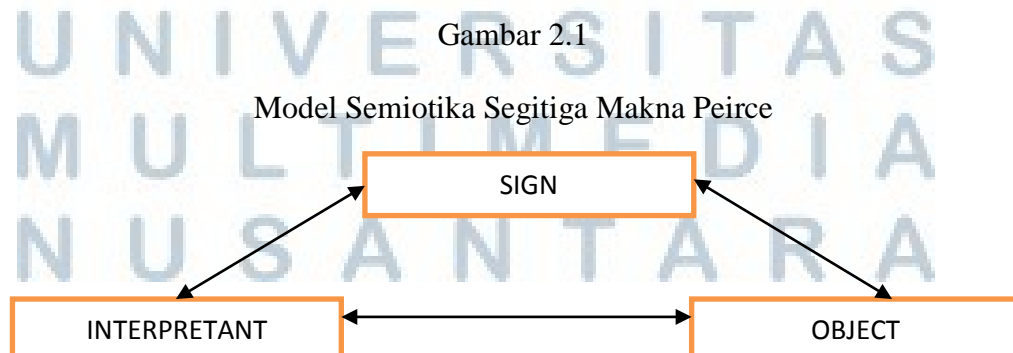 UNIVERSITAS
Gambar 2.1
Model Semiotika Segitiga Makna Peirce
MULTIMEDIA
SIGN
NUSANTARA
INTERPRETANT
OBJECT